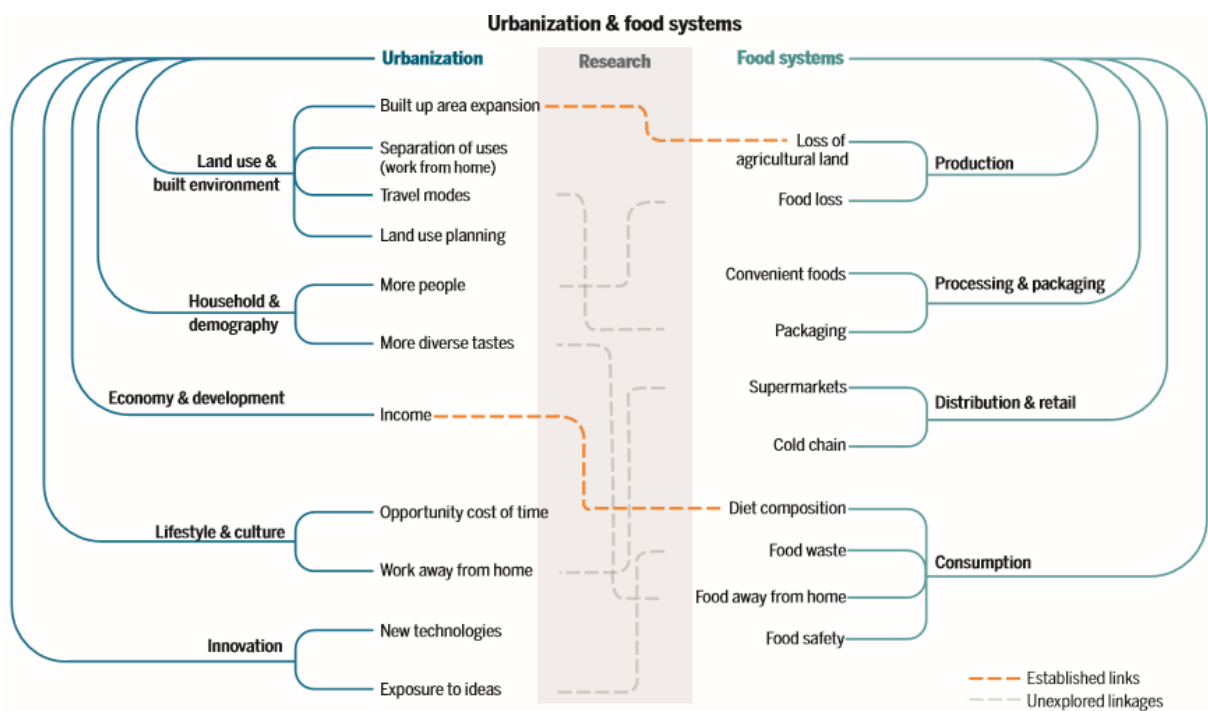 Urbanization & food systems
Urbanization
Research
Food systems
Built up area expansion
Separation of uses
(work from home)
Travel modes
Land use planning
Land use &
built environment
More people
More diverse tastes
Household &
demography
Income
Economy & development
Opportunity cost of time
Work away from home
Lifestyle & culture
New technologies
Exposure to ideas
Innovation
Loss of
agricultural land
Food loss
Production
Convenient foods
Packaging
Processing & packaging
Supermarkets
Cold chain
Distribution & retail
Diet composition
Food waste
Food away from home
Food safety
Consumption
Established links
Unexplored linkages